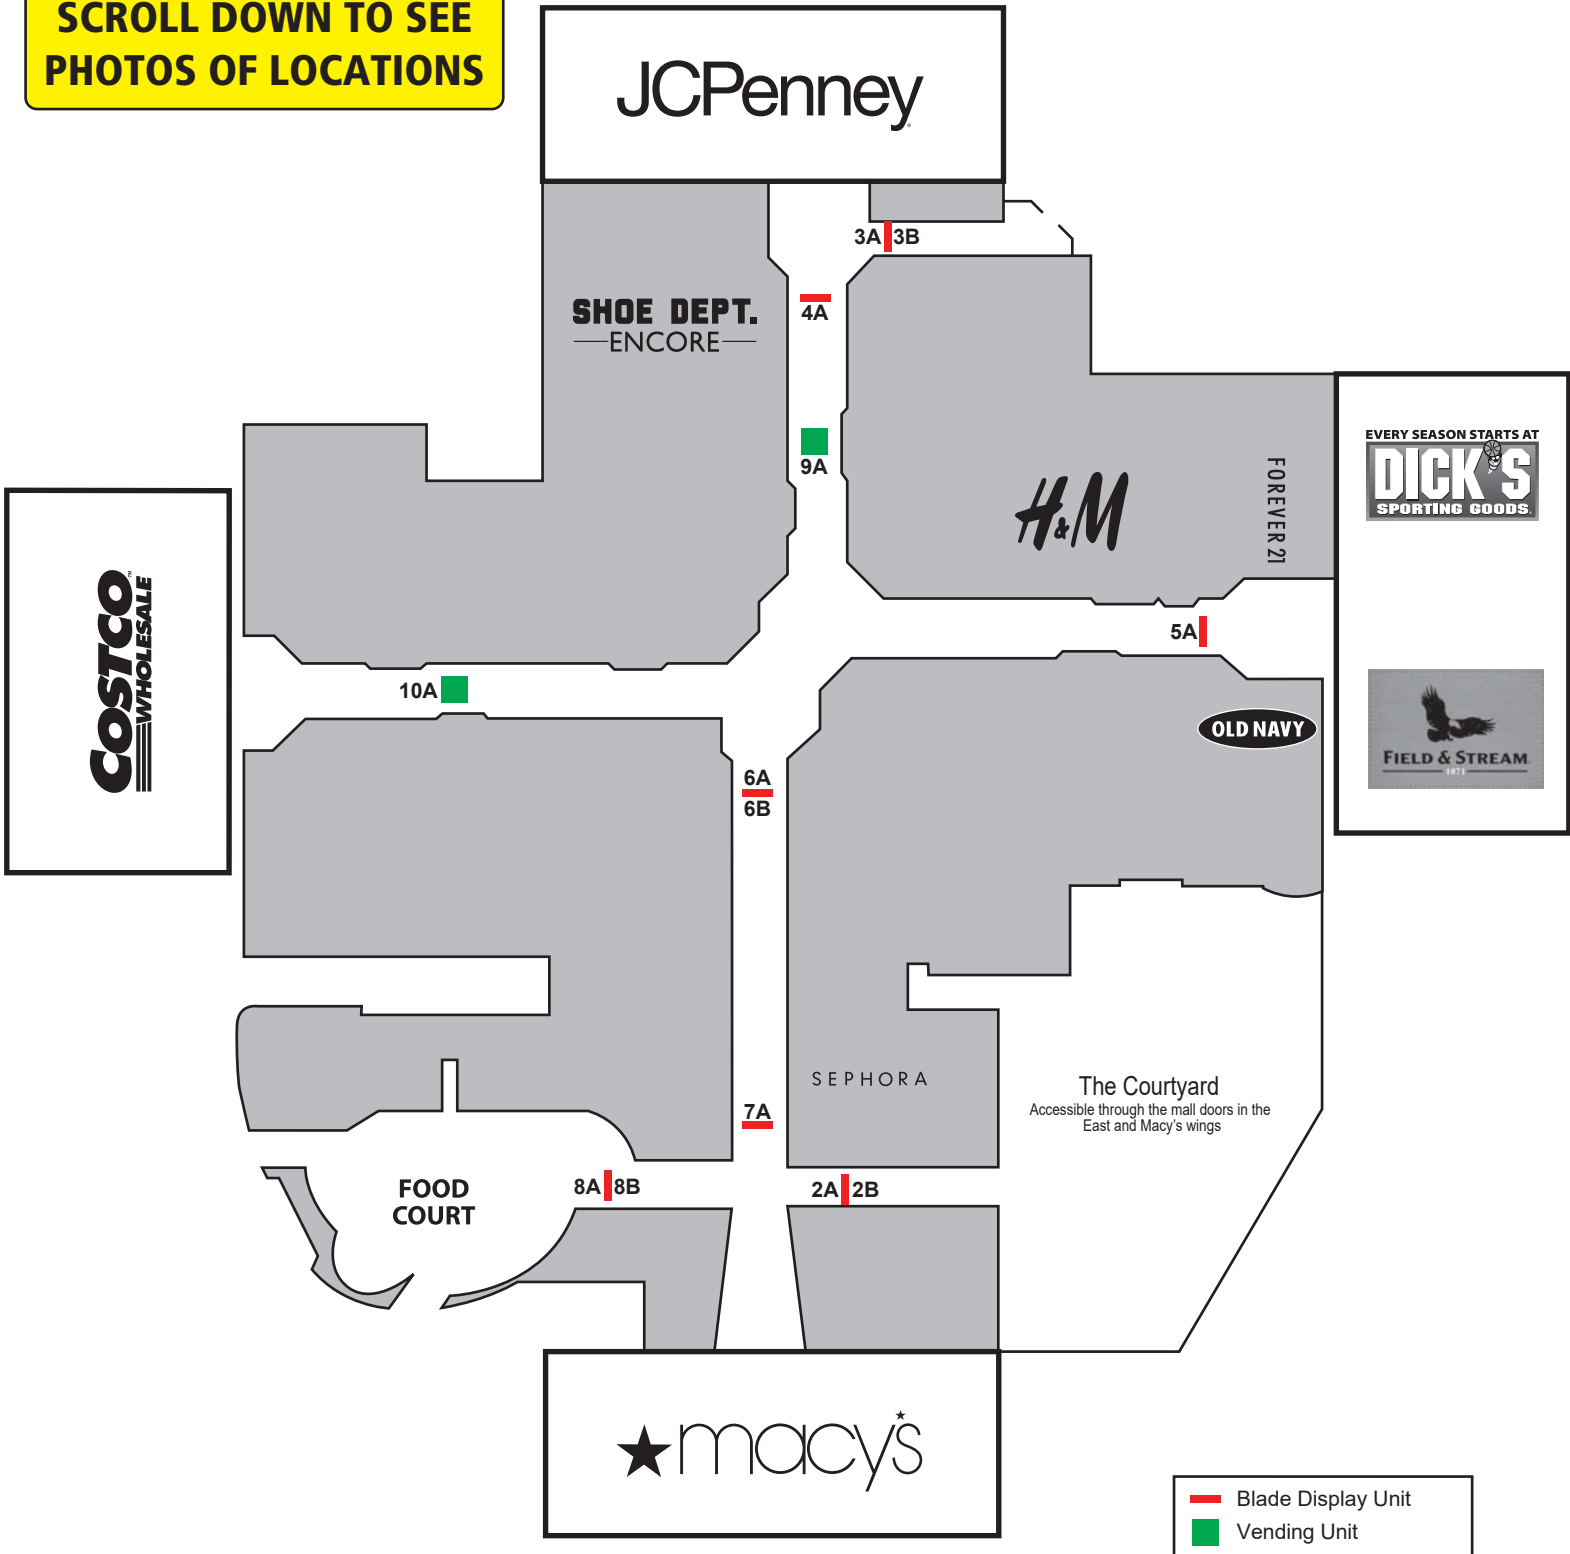 SCROLL DOWN TO SEE
PHOTOS OF LOCATIONS
JCPenney
3A 3B
SHOE DEPT.
ENCORE
4A
9A
H&M
FOREVER 21
EVERY SEASON STARTS AT
DICK'S
SPORTING GOODS
COSTCO
WHOLESALE
10A
5A
OLD NAVY
FIELD & STREAM
1871
6A
6B
SEPHORA
The Courtyard
Accessible through the mall doors in the
East and Macy's wings
7A
8A 8B
2A 2B
FOOD
COURT
macy's
Blade Display Unit
Vending Unit